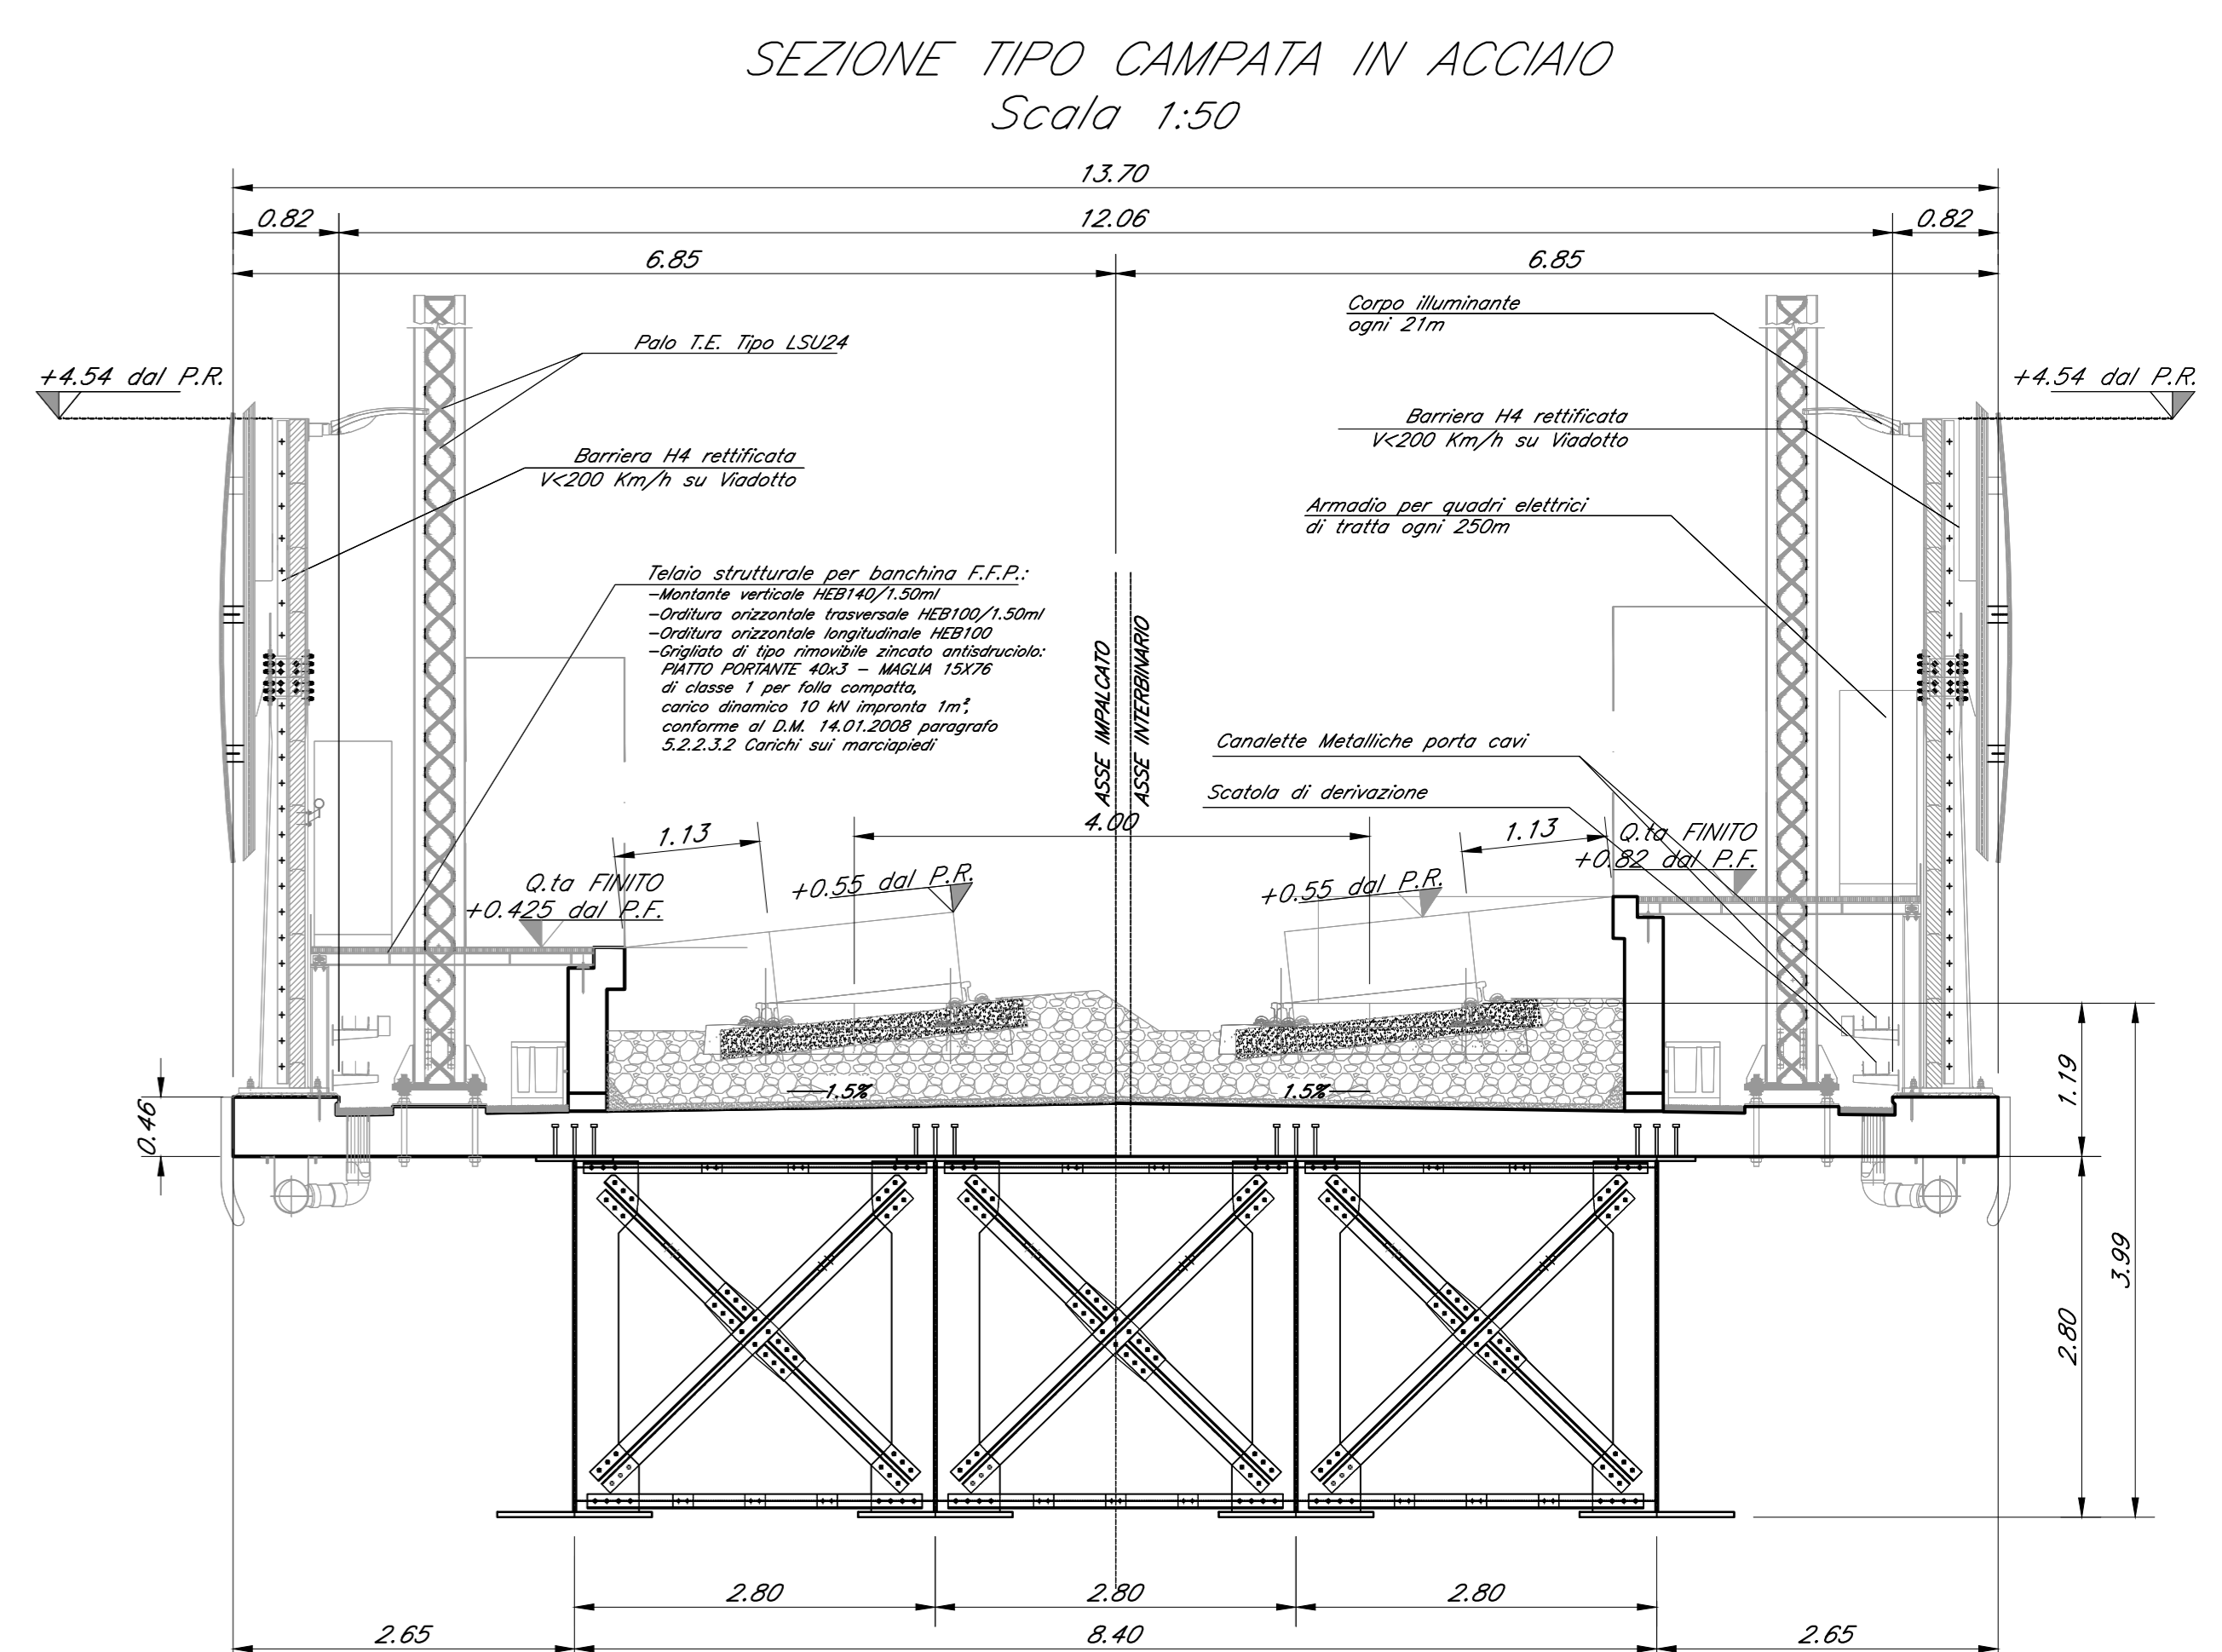 SEZIONE TIPO CAMPATA IN ACCIAIO
Scala 1:50
13.70
0.82
12.06
0.82
6.85
6.85
Corpo illuminante
ogni 21m
Palo T.E. Tipo LSU24
+4.54 dal P.R.
+4.54 dal P.R.
Barriera H4 rettificata
V<200 Km/h su Viadotto
Barriera H4 rettificata
V<200 Km/h su Viadotto
Armadio per quadri elettrici
di tratta ogni 250m
Telaio strutturale per banchina F.F.P.:
-Montante verticale HEB140/1.50ml
-Orditura orizzontale trasversale HEB100/1.50ml
-Orditura orizzontale longitudinale HEB100
-Grigliato di tipo rimovibile zincato antisdruciolo:
PIATTO PORTANTE 40x3 - MAGLIA 15X76
di classe 1 per folla compatta,
carico dinamico 10 kN impronta 1m²,
conforme al D.M. 14.01.2008 paragrafo
5.2.2.3.2 Carichi sui marciapiedi
ASSE IMPALCATO
ASSE INTERBINARIO
Canalette Metalliche porta cavi
Scatola di derivazione
1.13
4.00
1.13
Q.ta FINITO
+0.82 dal P.F.
Q.ta FINITO
+0.425 dal P.F.
+0.55 dal P.R.
+0.55 dal P.R.
1.5%
1.5%
0.46
1.19
3.99
2.80
2.80
2.80
2.80
2.65
8.40
2.65